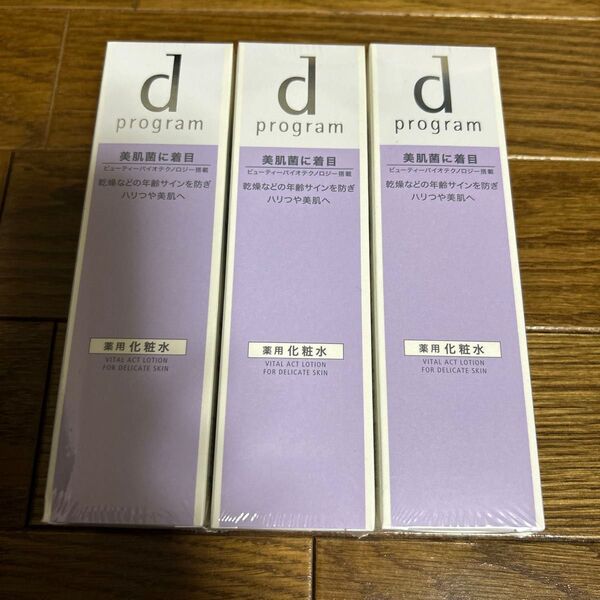 d
program
美肌菌に着目
ビューティーバイオテクノロジー搭載
乾燥などの年齢サインを防ぎ
ハリつや美肌へ
薬用 化粧水
VITAL ACT LOTION
FOR DELICATE SKIN
d
program
美肌菌に着目
ビューティーバイオテクノロジー搭載
乾燥などの年齢サインを防ぎ
ハリつや美肌へ
薬用 化粧水
VITAL ACT LOTION
FOR DELICATE SKIN
d
program
美肌菌に着目
ビューティーバイオテクノロジー搭載
乾燥などの年齢サインを防ぎ
ハリつや美肌へ
薬用 化粧水
VITAL ACT LOTION
FOR DELICATE SKIN